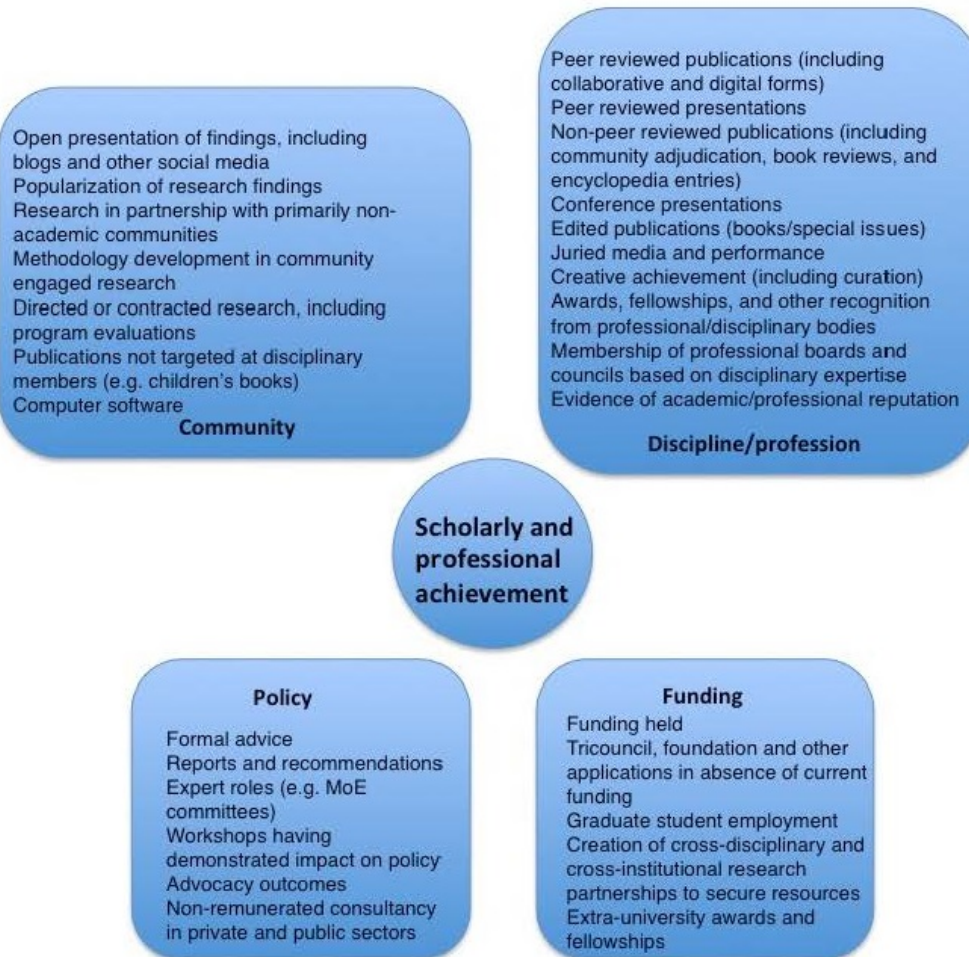 Open presentation of findings, including
blogs and other social media
Popularization of research findings
Research in partnership with primarily non-
academic communities
Methodology development in community
engaged research
Directed or contracted research, including
program evaluations
Publications not targeted at disciplinary
members (e.g. children's books)
Computer software
Community
Peer reviewed publications (including
collaborative and digital forms)
Peer reviewed presentations
Non-peer reviewed publications (including
community adjudication, book reviews, and
encyclopedia entries)
Conference presentations
Edited publications (books/special issues)
Juried media and performance
Creative achievement (including curation)
Awards, fellowships, and other recognition
from professional/disciplinary bodies
Membership of professional boards and
councils based on disciplinary expertise
Evidence of academic/professional reputation
Discipline/profession
Scholarly and
professional
achievement
Policy
Formal advice
Reports and recommendations
Expert roles (e.g. MoE
committees)
Workshops having
demonstrated impact on policy
Advocacy outcomes
Non-remunerated consultancy
in private and public sectors
Funding
Funding held
Tricouncil, foundation and other
applications in absence of current
funding
Graduate student employment
Creation of cross-disciplinary and
cross-institutional research
partnerships to secure resources
Extra-university awards and
fellowships